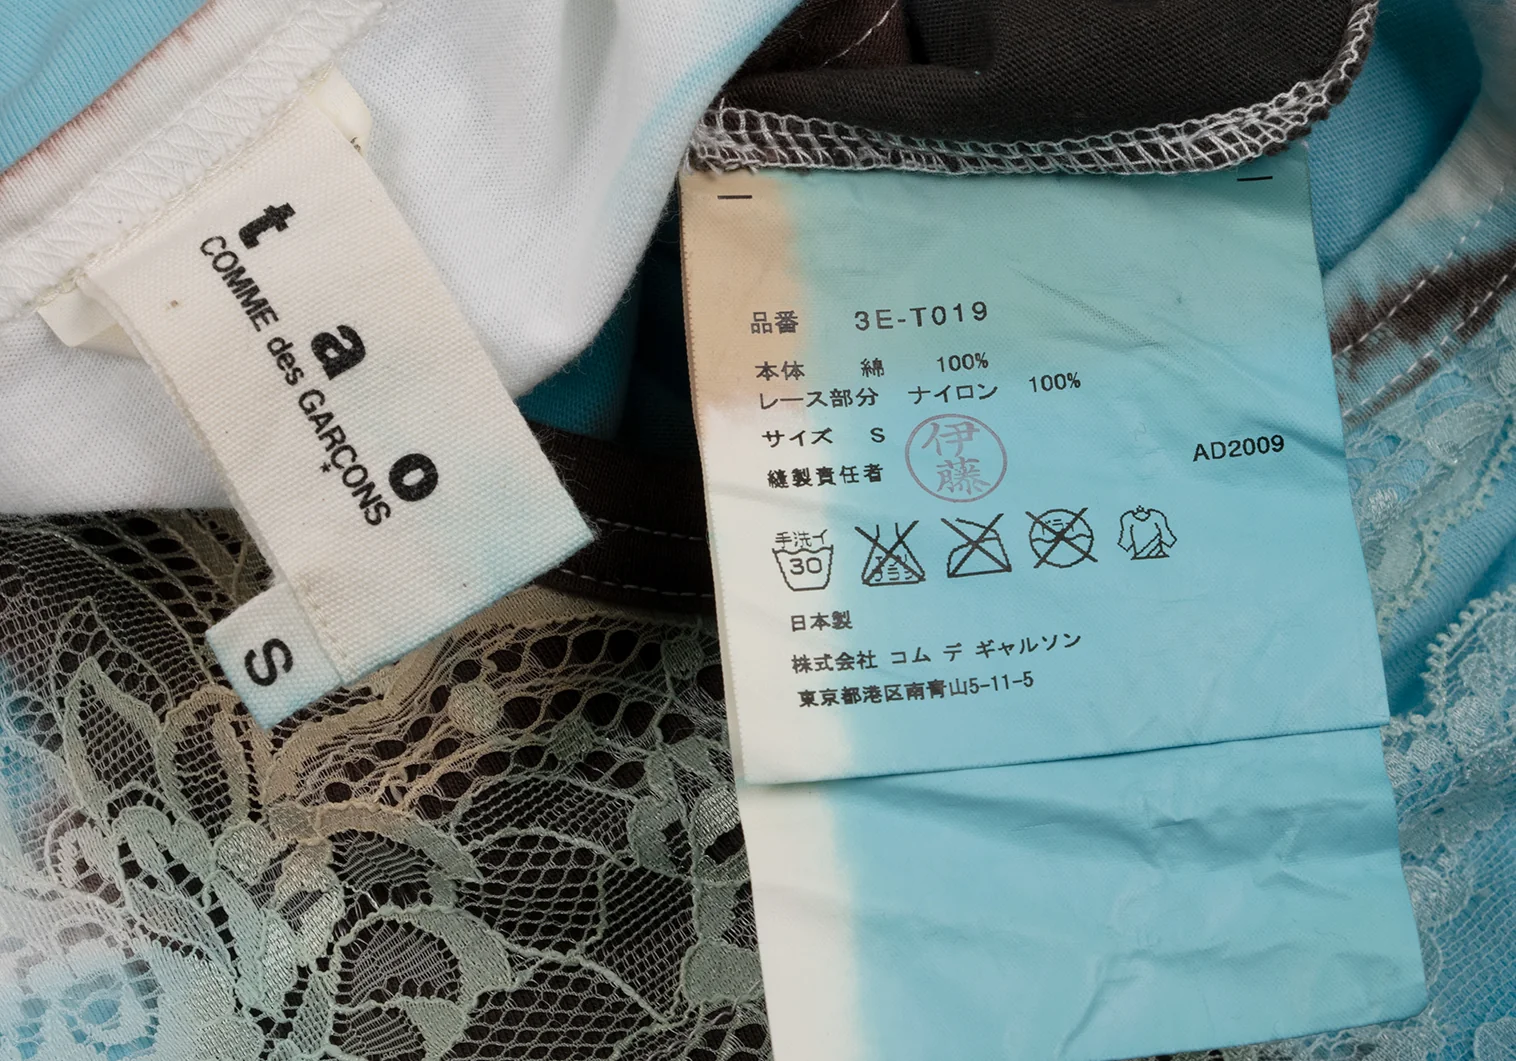 tao
COMME des GARÇONS
*
S
品番 3E-T019
本体 綿 100%
レース部分 ナイロン 100%
サイズ S
縫製責任者 伊藤
AD2009
手洗イ
30
日本製
株式会社 コム デ ギャルソン
東京都港区南青山5-11-5